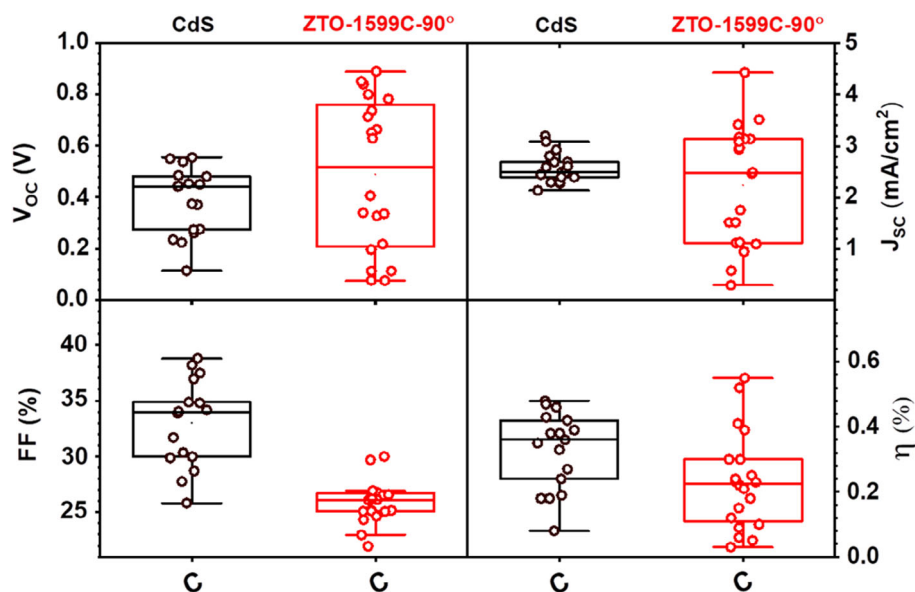 CdS ZTO-1599C-90° CdS ZTO-1599C-90°
1.0 5
0.8 4
0.6 3
0.4 2
0.2 1
0.0
V_OC (V)
J_SC (mA/cm²)
40 0.6
35 0.4
30 0.2
25 0.0
FF (%)
η (%)
C C C C